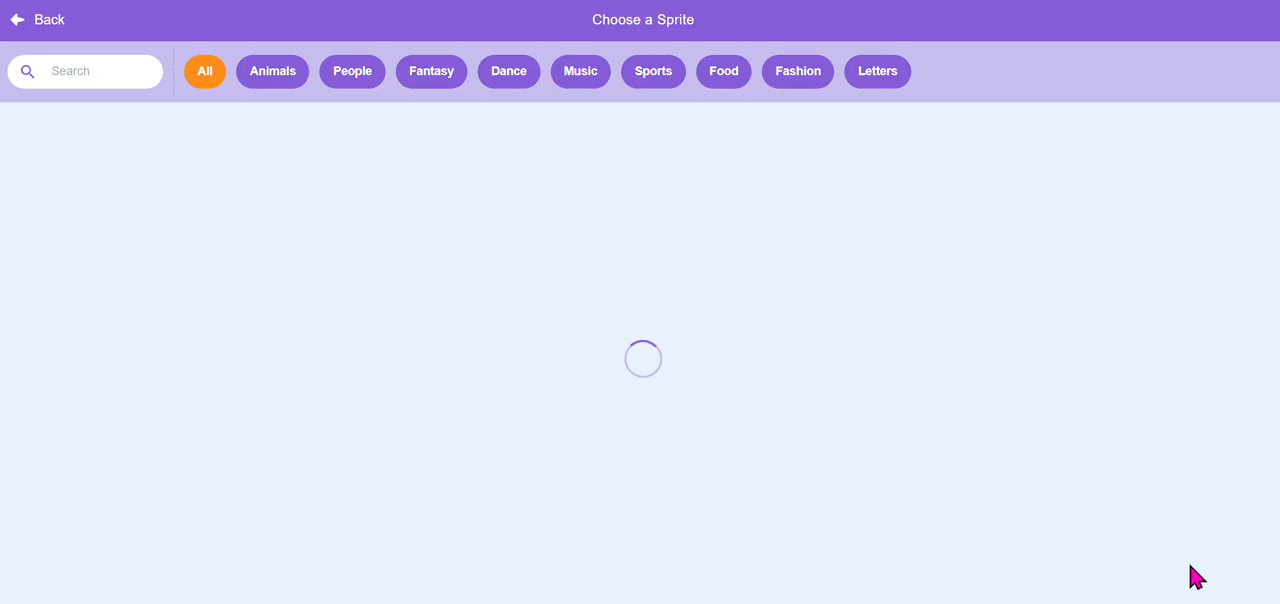 Back
Choose a Sprite
Search
All
Animals
People
Fantasy
Dance
Music
Sports
Food
Fashion
Letters